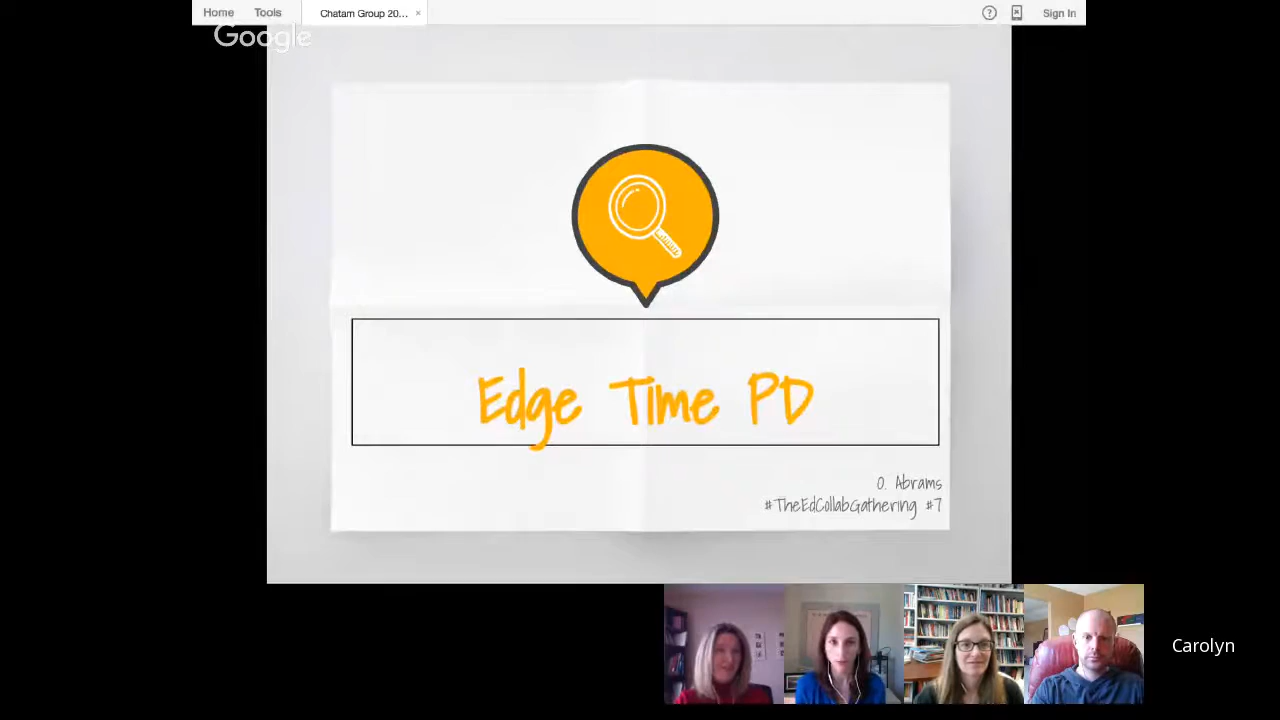 Home Tools Chatam Group 20... × ? Sign In
Google
Edge Time PD
O. Abrams
#TheEdCollabGathering #7
Carolyn